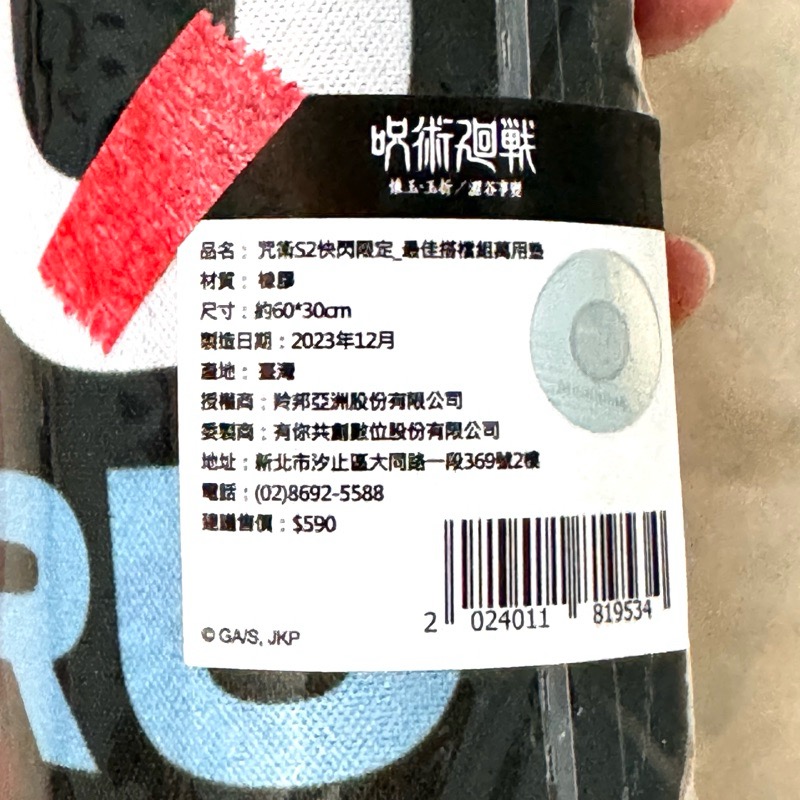 呪術廻戦
懐玉・玉折／澀谷事變
品名：咒術S2快閃限定_最佳搭檔組萬用墊
材質：橡膠
尺寸：約60*30cm
製造日期：2023年12月
產地：臺灣
授權商：羚邦亞洲股份有限公司
委製商：有你共創數位股份有限公司
地址：新北市汐止區大同路一段369號2樓
電話：(02)8692-5588
建議售價：$590
2 024011 819534
© GA/S, JKP
RU